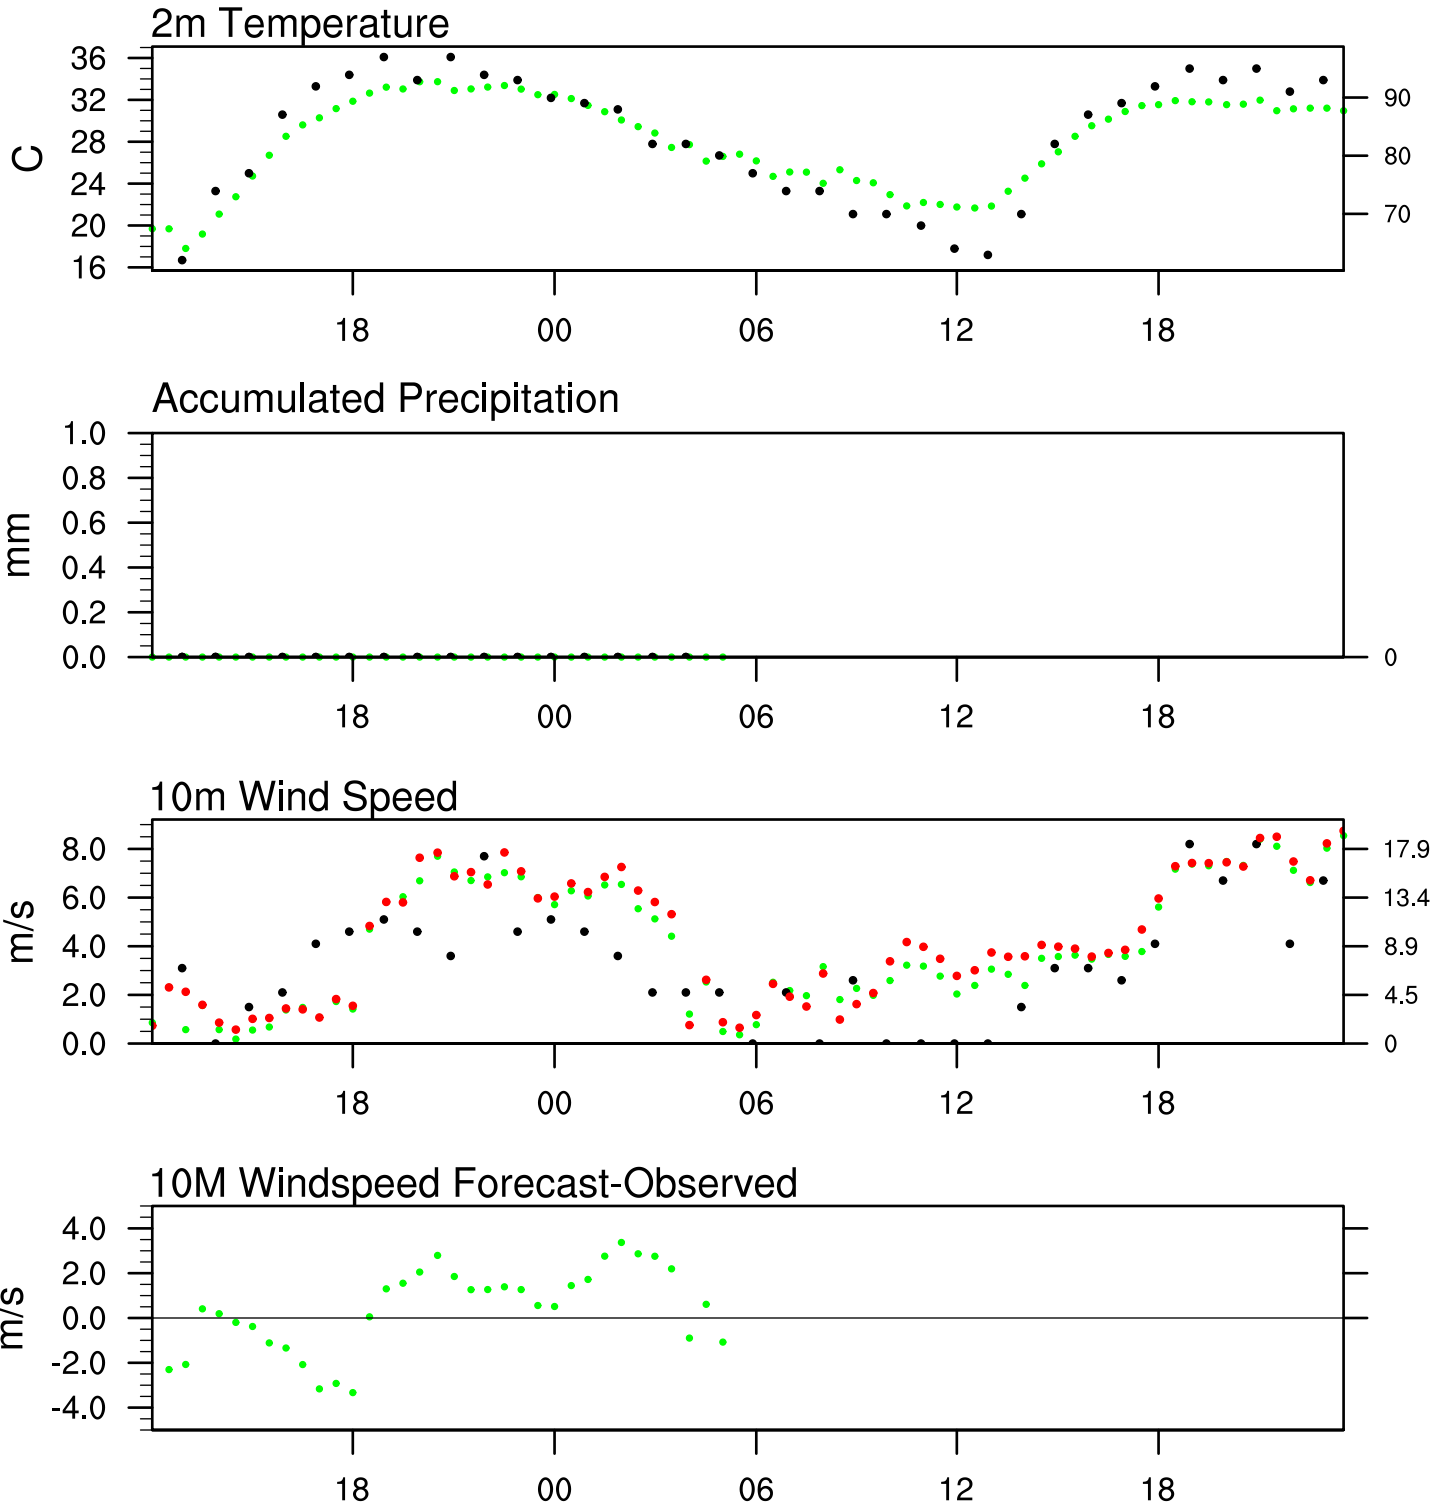 2m Temperature
36
32
28
24
20
16
C
90
80
70
18 00 06 12 18
Accumulated Precipitation
1.0
0.8
0.6
0.4
0.2
0.0
mm
0
18 00 06 12 18
10m Wind Speed
8.0
6.0
4.0
2.0
0.0
m/s
17.9
13.4
8.9
4.5
0
18 00 06 12 18
10M Windspeed Forecast-Observed
4.0
2.0
0.0
-2.0
-4.0
m/s
18 00 06 12 18